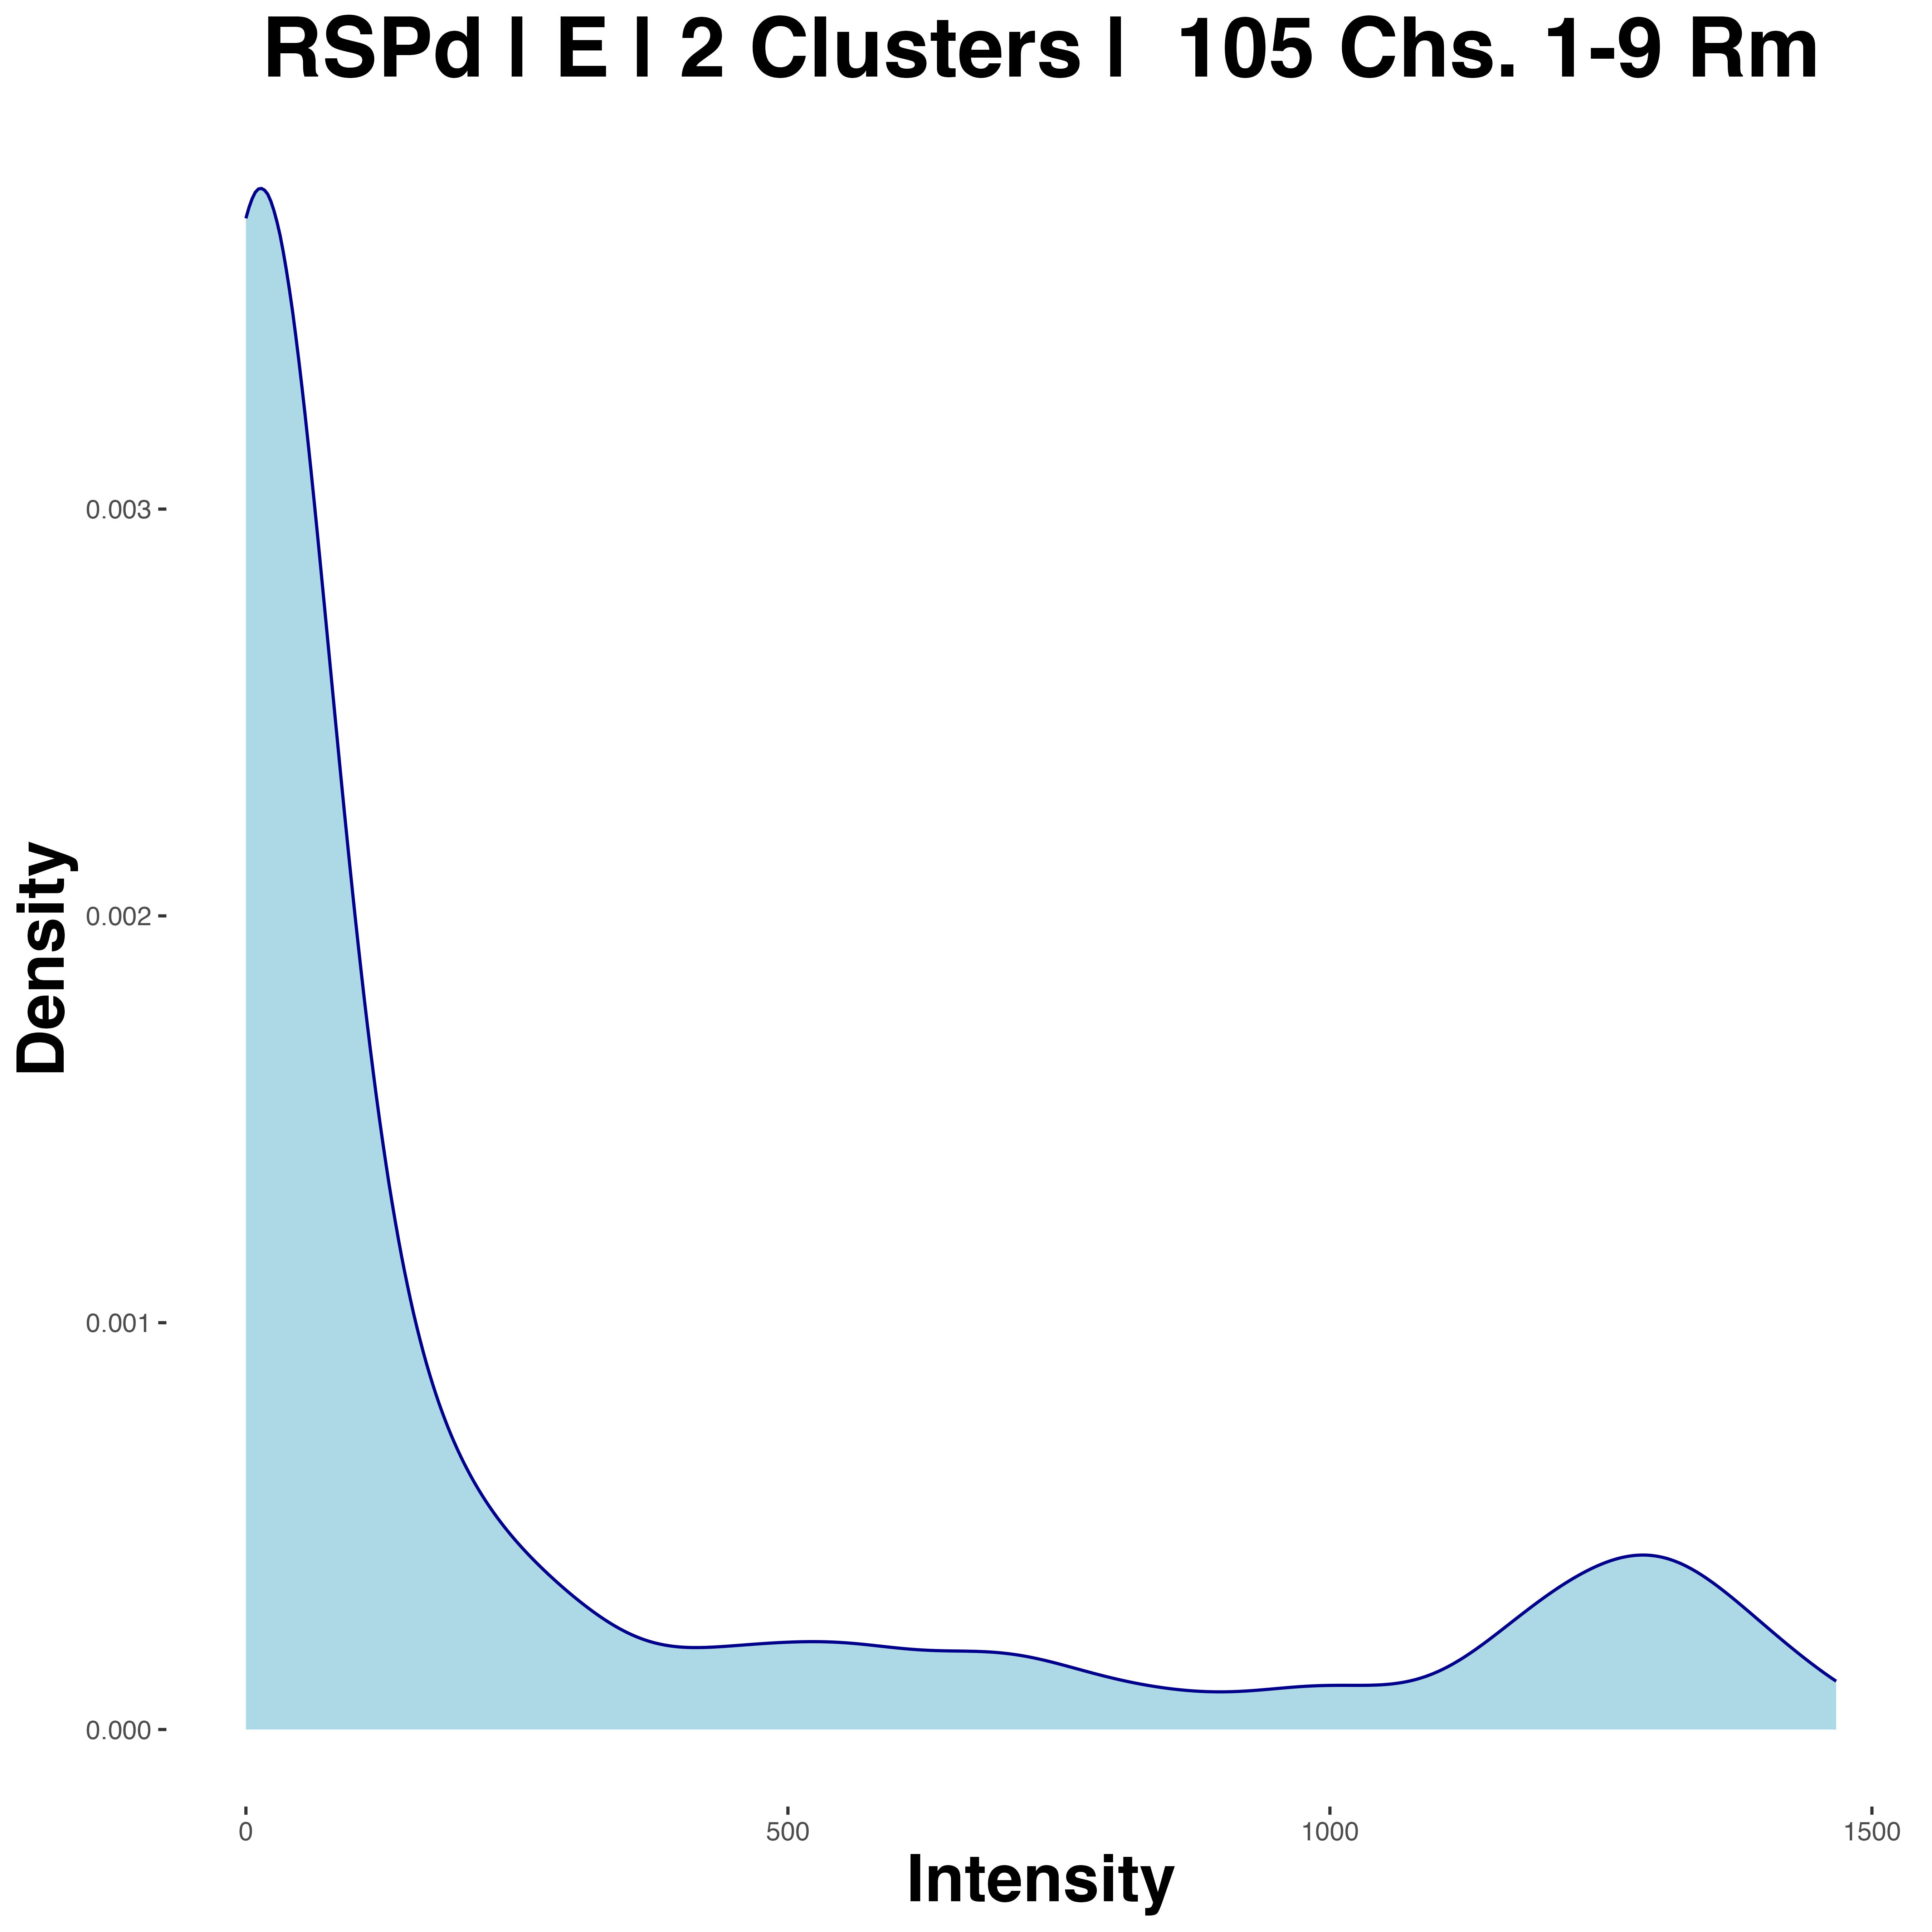 RSPd | E | 2 Clusters |  105 Chs. 1-9 Rm
Density
0.003
0.002
0.001
0.000
0 500 1000 1500
Intensity